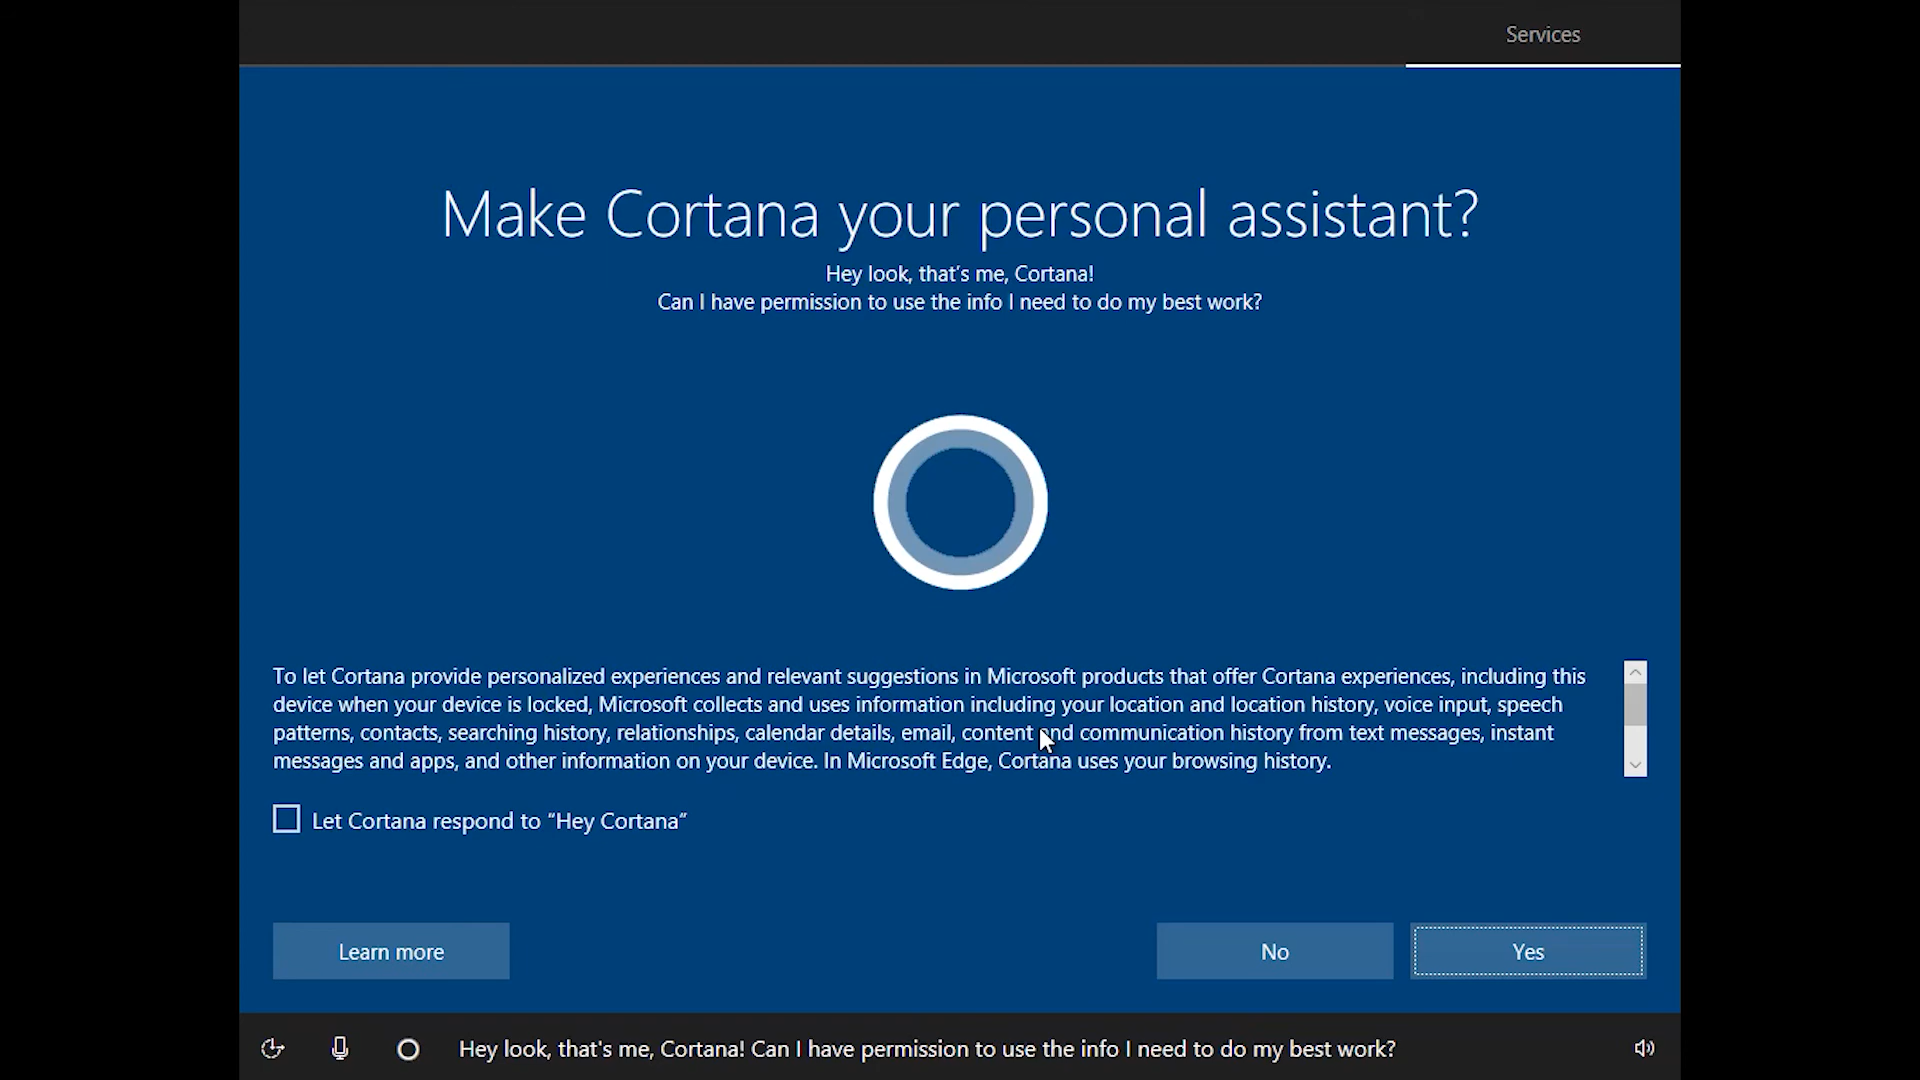 Services
Make Cortana your personal assistant?
Hey look, that's me, Cortana!
Can I have permission to use the info I need to do my best work?
To let Cortana provide personalized experiences and relevant suggestions in Microsoft products that offer Cortana experiences, including this
device when your device is locked, Microsoft collects and uses information including your location and location history, voice input, speech
patterns, contacts, searching history, relationships, calendar details, email, content and communication history from text messages, instant
messages and apps, and other information on your device. In Microsoft Edge, Cortana uses your browsing history.
Let Cortana respond to “Hey Cortana”
Learn more
No
Yes
Hey look, that's me, Cortana! Can I have permission to use the info I need to do my best work?